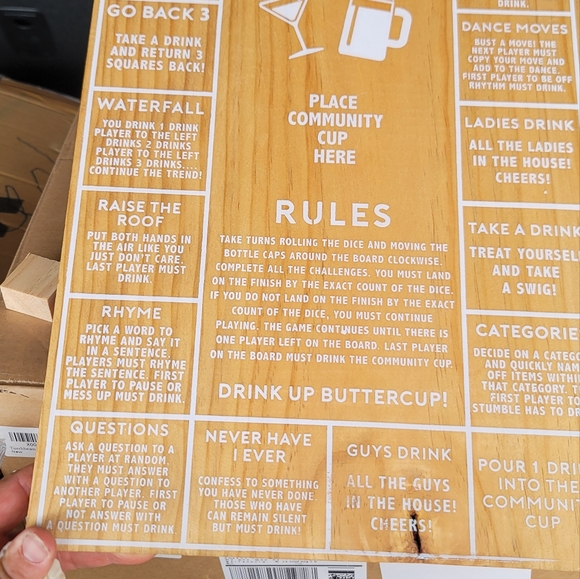 GO BACK 3
TAKE A DRINK
AND RETURN 3
SQUARES BACK!
WATERFALL
YOU DRINK 1 DRINK
PLAYER TO THE LEFT
DRINKS 2 DRINKS
PLAYER TO THE LEFT
DRINKS 3 DRINKS....
CONTINUE THE TREND!
RAISE THE
ROOF
PUT BOTH HANDS IN
THE AIR LIKE YOU
JUST DON'T CARE.
LAST PLAYER MUST
DRINK.
RHYME
PICK A WORD TO
RHYME AND SAY IT
IN A SENTENCE.
PLAYERS MUST RHYME
THE SENTENCE. FIRST
PLAYER TO PAUSE OR
MESS UP MUST DRINK.
QUESTIONS
ASK A QUESTION TO A
PLAYER AT RANDOM.
THEY MUST ANSWER
WITH A QUESTION TO
ANOTHER PLAYER. FIRST
PLAYER TO PAUSE OR
NOT ANSWER WITH
A QUESTION MUST DRINK
PLACE
COMMUNITY
CUP
HERE
RULES
TAKE TURNS ROLLING THE DICE AND MOVING THE
BOTTLE CAPS AROUND THE BOARD CLOCKWISE.
COMPLETE ALL THE CHALLENGES. YOU MUST LAND
ON THE FINISH BY THE EXACT COUNT OF THE DICE.
IF YOU DO NOT LAND ON THE FINISH BY THE EXACT
COUNT OF THE DICE, YOU MUST CONTINUE
PLAYING. THE GAME CONTINUES UNTIL THERE IS
ONE PLAYER LEFT ON THE BOARD. LAST PLAYER
ON THE BOARD MUST DRINK THE COMMUNITY CUP.
DRINK UP BUTTERCUP!
NEVER HAVE
I EVER
CONFESS TO SOMETHING
YOU HAVE NEVER DONE.
THOSE WHO HAVE
CAN REMAIN SILENT
BUT MUST DRINK!
GUYS DRINK
ALL THE GUYS
IN THE HOUSE!
CHEERS!
DRINK.
DANCE MOVES
BUST A MOVE! THE
NEXT PLAYER MUST
COPY YOUR MOVE AND
ADD TO THE DANCE.
FIRST PLAYER TO BE OFF
RHYTHM MUST DRINK.
LADIES DRINK
ALL THE LADIES
IN THE HOUSE!
CHEERS!
TAKE A DRINK
TREAT YOURSELF
AND TAKE
A SWIG!
CATEGORIE
DECIDE ON A CATEGO
AND QUICKLY NAM
OFF ITEMS WITHIN
THAT CATEGORY. T
FIRST PLAYER TO
STUMBLE HAS TO DR
POUR 1 DRIN
INTO THE
COMMUNIT
CUP